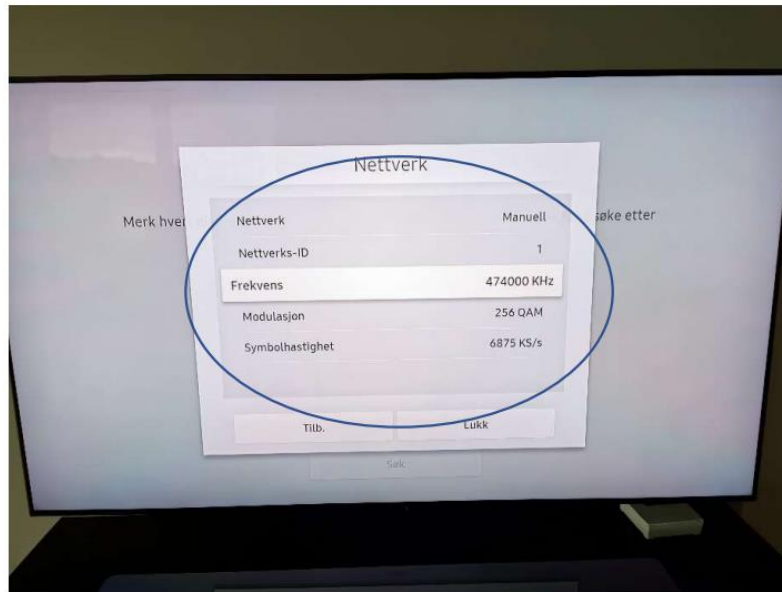 Nettverk
Merk hver
søke etter
Nettverk Manuell
Nettverks-ID 1
Frekvens 474000 KHz
Modulasjon 256 QAM
Symbolhastighet 6875 KS/s
Tilb. Lukk
Søk